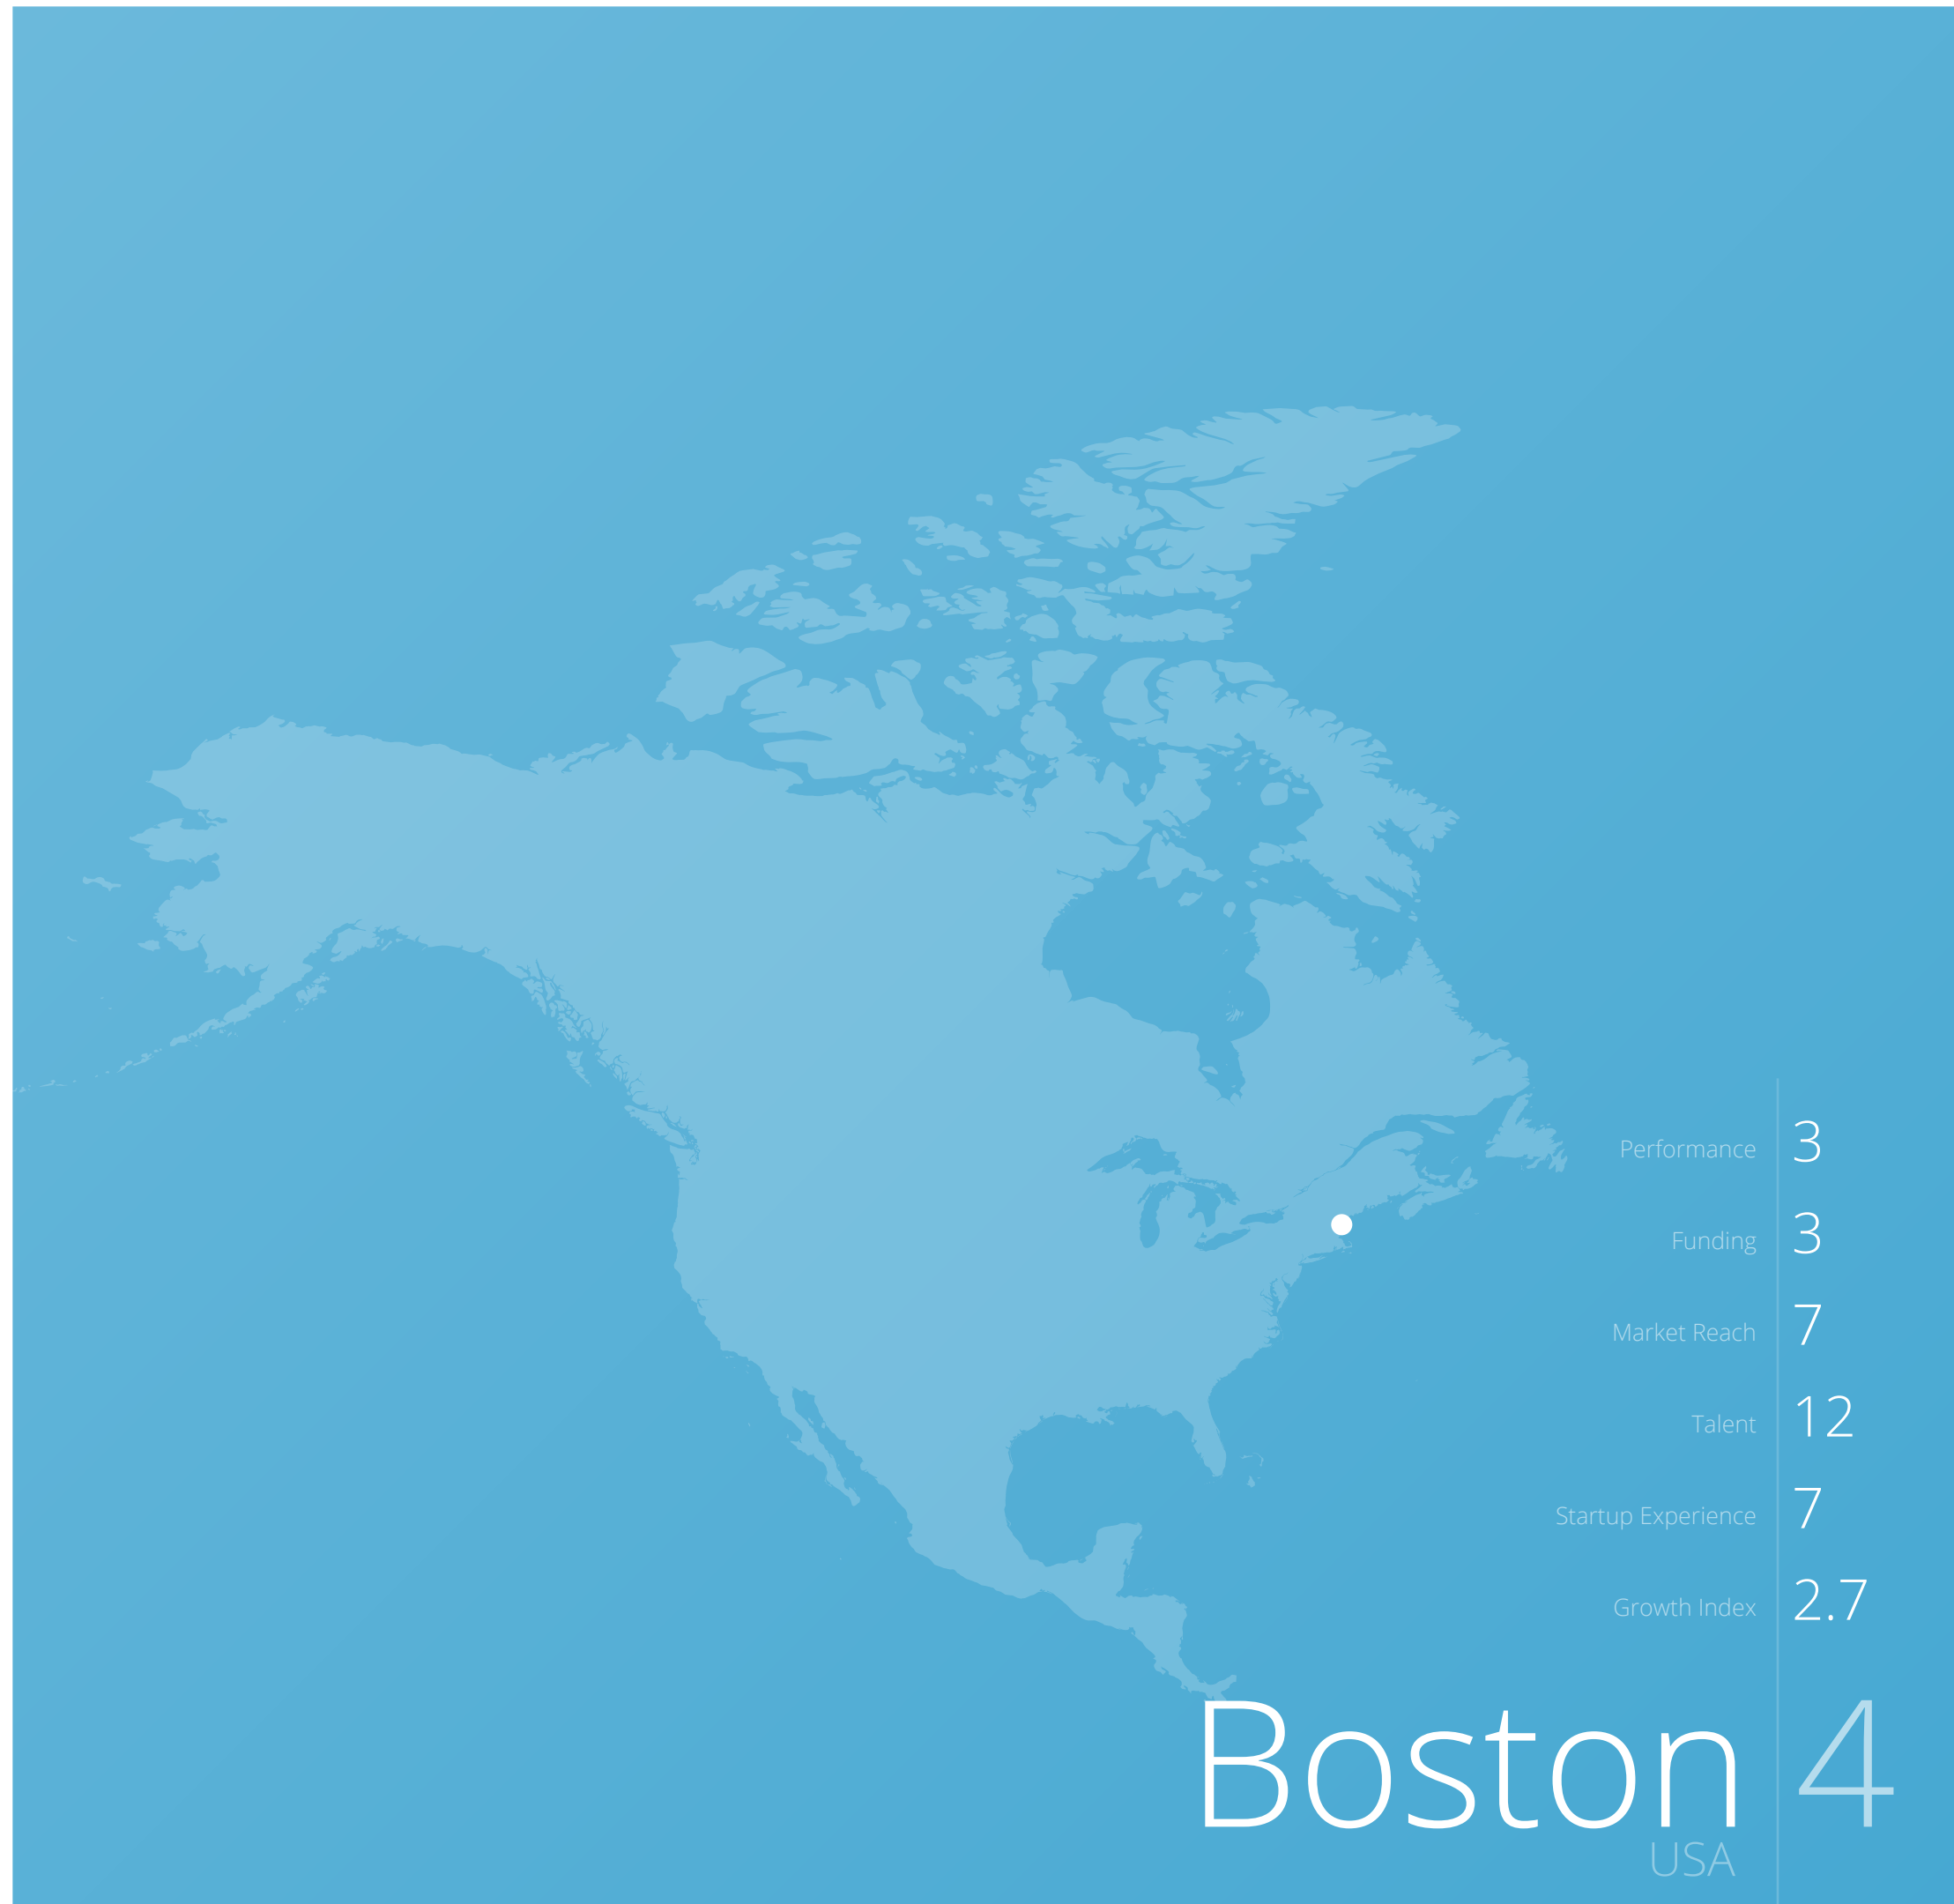 Performance 3
Funding 3
Market Reach 7
Talent 12
Startup Experience 7
Growth Index 2.7
Boston 4
USA